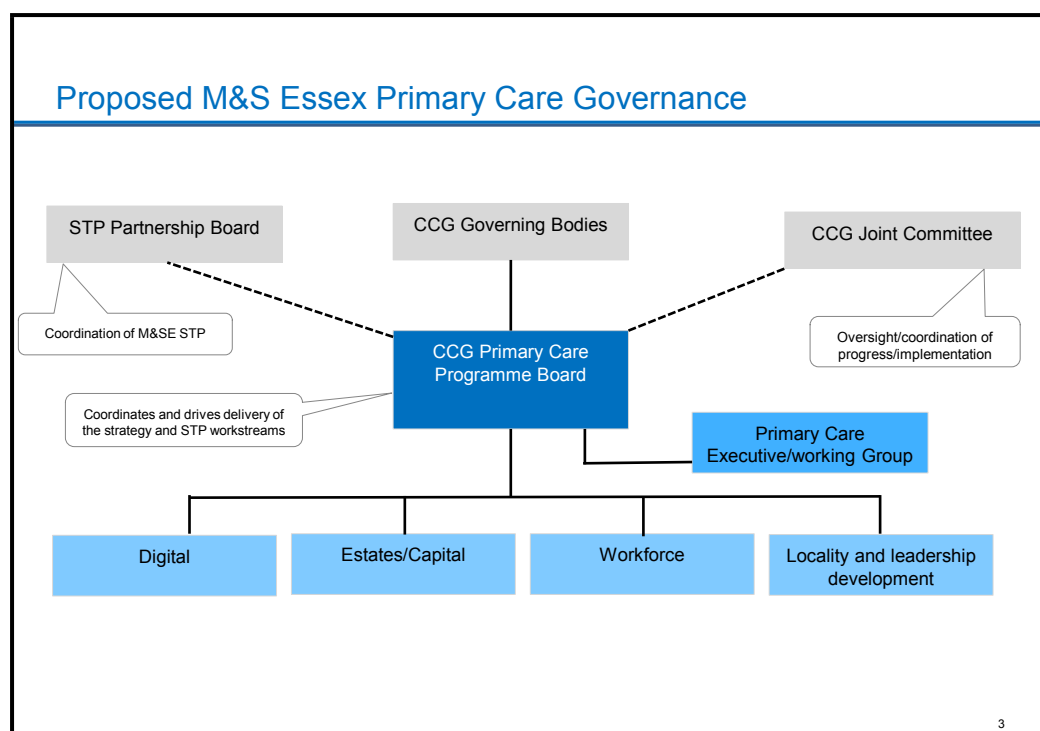 Proposed M&S Essex Primary Care Governance
STP Partnership Board
CCG Governing Bodies
CCG Joint Committee
Coordination of M&SE STP
Oversight/coordination of
progress/implementation
CCG Primary Care
Programme Board
Coordinates and drives delivery of
the strategy and STP workstreams
Primary Care
Executive/working Group
Digital
Estates/Capital
Workforce
Locality and leadership
development
3